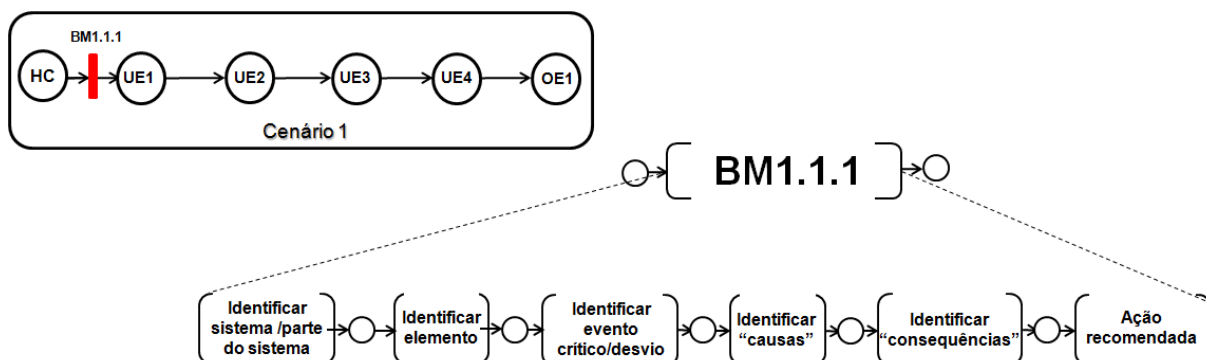 BM1.1.1
HC
UE1
UE2
UE3
UE4
OE1
Cenário 1
BM1.1.1
Identificar
sistema /parte
do sistema
Identificar
elemento
Identificar
evento
crítico/desvio
Identificar
“causas”
Identificar
“consequências”
Ação
recomendada